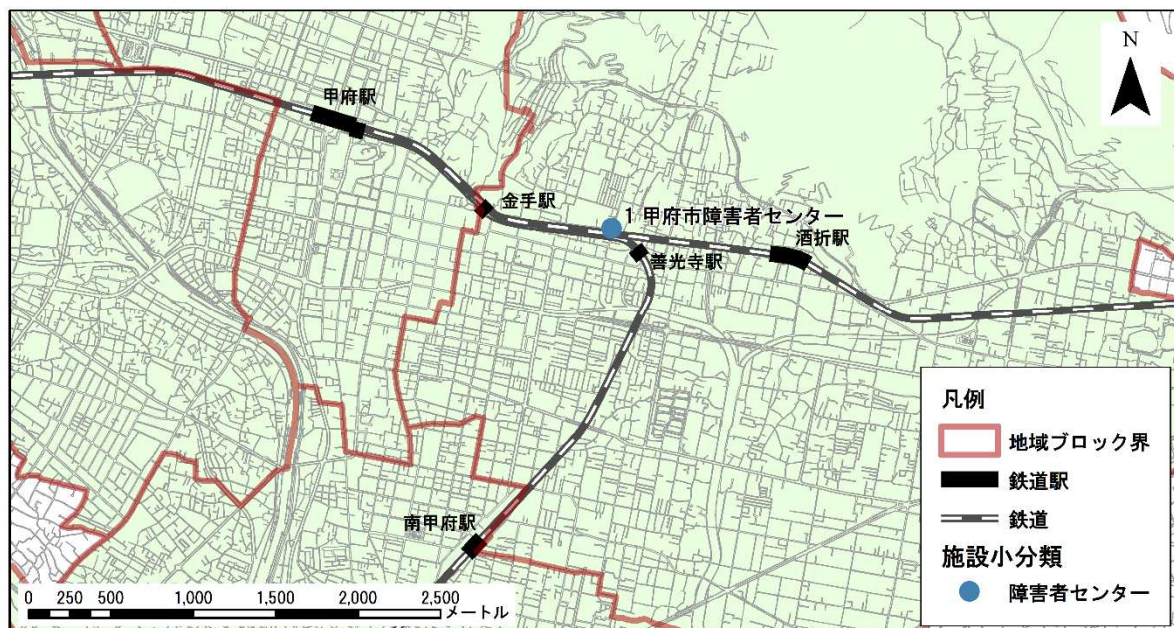 N
甲府駅
金手駅
1 甲府市障害者センター
酒折駅
善光寺駅
南甲府駅
凡例
地域ブロック界
鉄道駅
鉄道
施設小分類
障害者センター
0 250 500 1,000 1,500 2,000 2,500 メートル